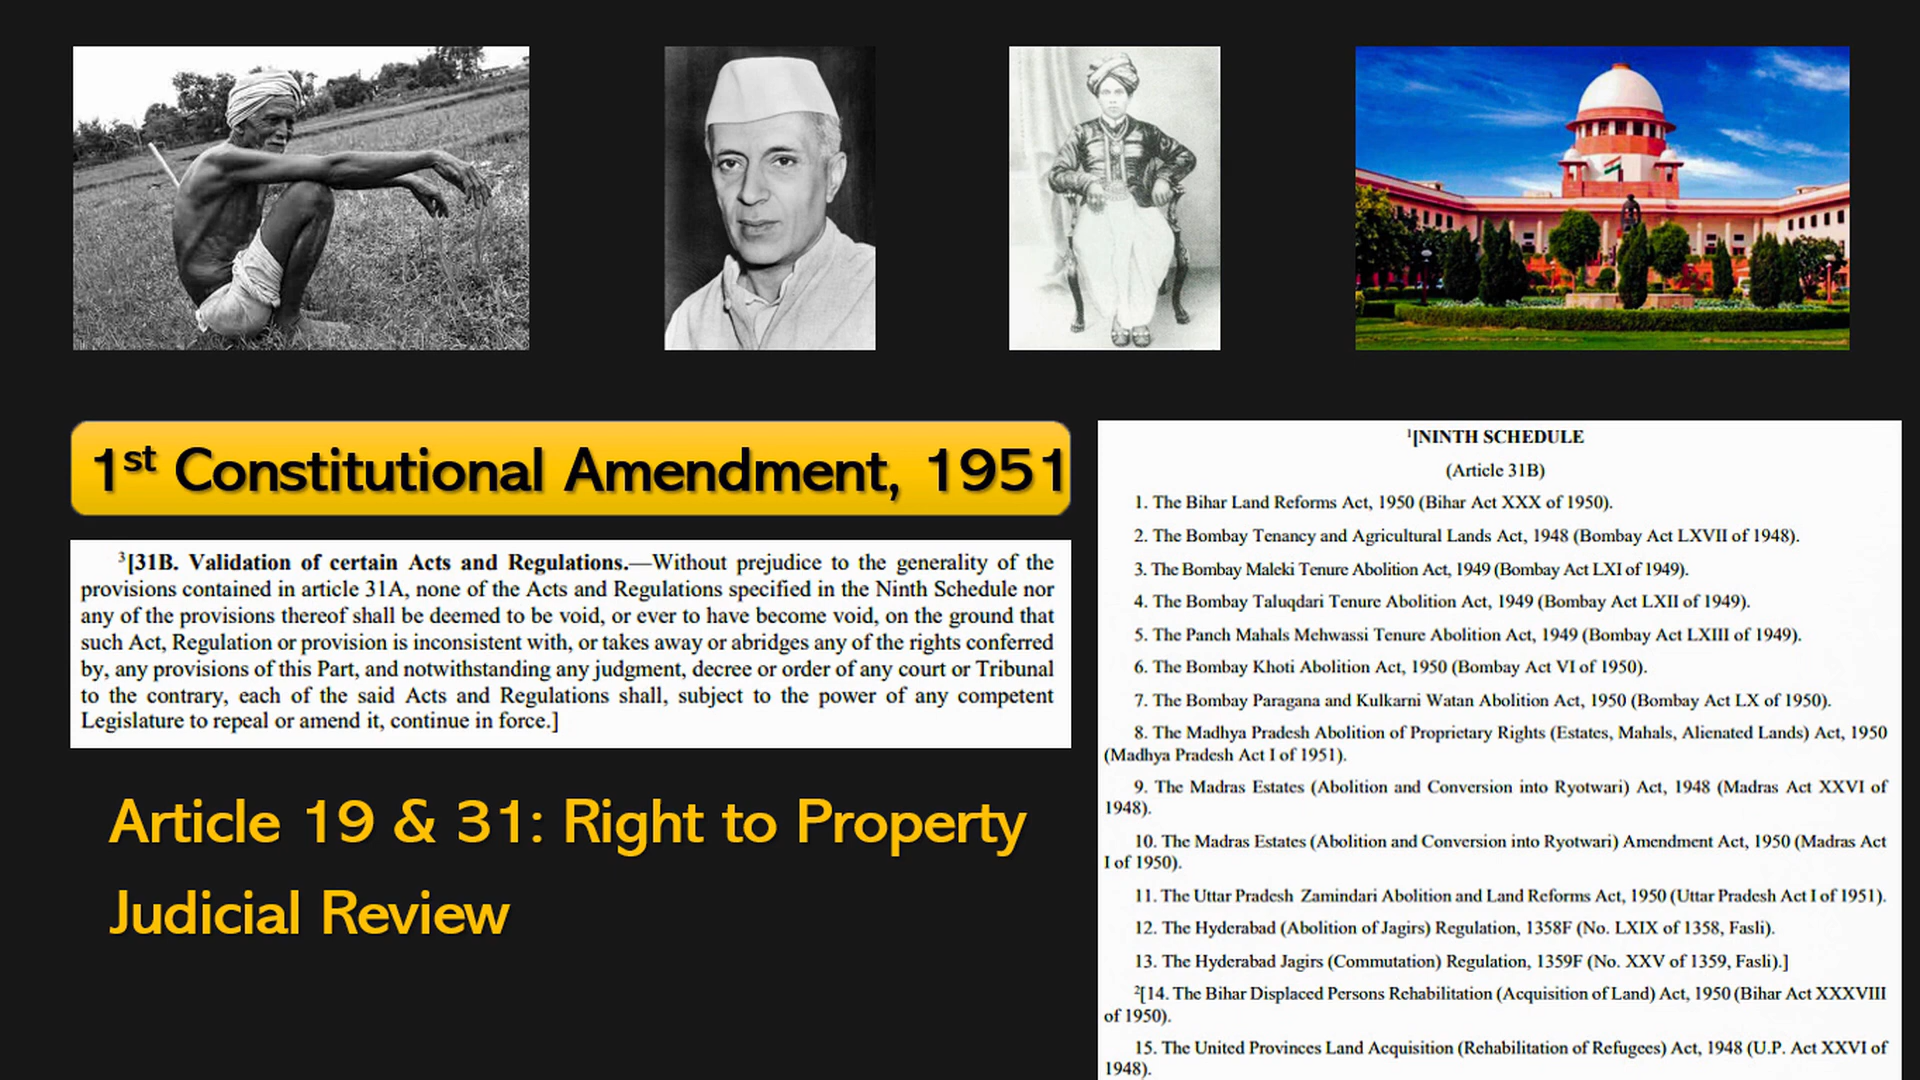 1st Constitutional Amendment, 1951
3[31B. Validation of certain Acts and Regulations.—Without prejudice to the generality of the
provisions contained in article 31A, none of the Acts and Regulations specified in the Ninth Schedule nor
any of the provisions thereof shall be deemed to be void, or ever to have become void, on the ground that
such Act, Regulation or provision is inconsistent with, or takes away or abridges any of the rights conferred
by, any provisions of this Part, and notwithstanding any judgment, decree or order of any court or Tribunal
to the contrary, each of the said Acts and Regulations shall, subject to the power of any competent
Legislature to repeal or amend it, continue in force.]
Article 19 & 31: Right to Property
Judicial Review
1[NINTH SCHEDULE
(Article 31B)
1. The Bihar Land Reforms Act, 1950 (Bihar Act XXX of 1950).
2. The Bombay Tenancy and Agricultural Lands Act, 1948 (Bombay Act LXVII of 1948).
3. The Bombay Maleki Tenure Abolition Act, 1949 (Bombay Act LXI of 1949).
4. The Bombay Taluqdari Tenure Abolition Act, 1949 (Bombay Act LXII of 1949).
5. The Panch Mahals Mehwassi Tenure Abolition Act, 1949 (Bombay Act LXIII of 1949).
6. The Bombay Khoti Abolition Act, 1950 (Bombay Act VI of 1950).
7. The Bombay Paragana and Kulkarni Watan Abolition Act, 1950 (Bombay Act LX of 1950).
8. The Madhya Pradesh Abolition of Proprietary Rights (Estates, Mahals, Alienated Lands) Act, 1950
(Madhya Pradesh Act I of 1951).
9. The Madras Estates (Abolition and Conversion into Ryotwari) Act, 1948 (Madras Act XXVI of
1948).
10. The Madras Estates (Abolition and Conversion into Ryotwari) Amendment Act, 1950 (Madras Act
I of 1950).
11. The Uttar Pradesh Zamindari Abolition and Land Reforms Act, 1950 (Uttar Pradesh Act I of 1951).
12. The Hyderabad (Abolition of Jagirs) Regulation, 1358F (No. LXIX of 1358, Fasli).
13. The Hyderabad Jagirs (Commutation) Regulation, 1359F (No. XXV of 1359, Fasli).]
2[14. The Bihar Displaced Persons Rehabilitation (Acquisition of Land) Act, 1950 (Bihar Act XXXVIII
of 1950).
15. The United Provinces Land Acquisition (Rehabilitation of Refugees) Act, 1948 (U.P. Act XXVI of
1948).